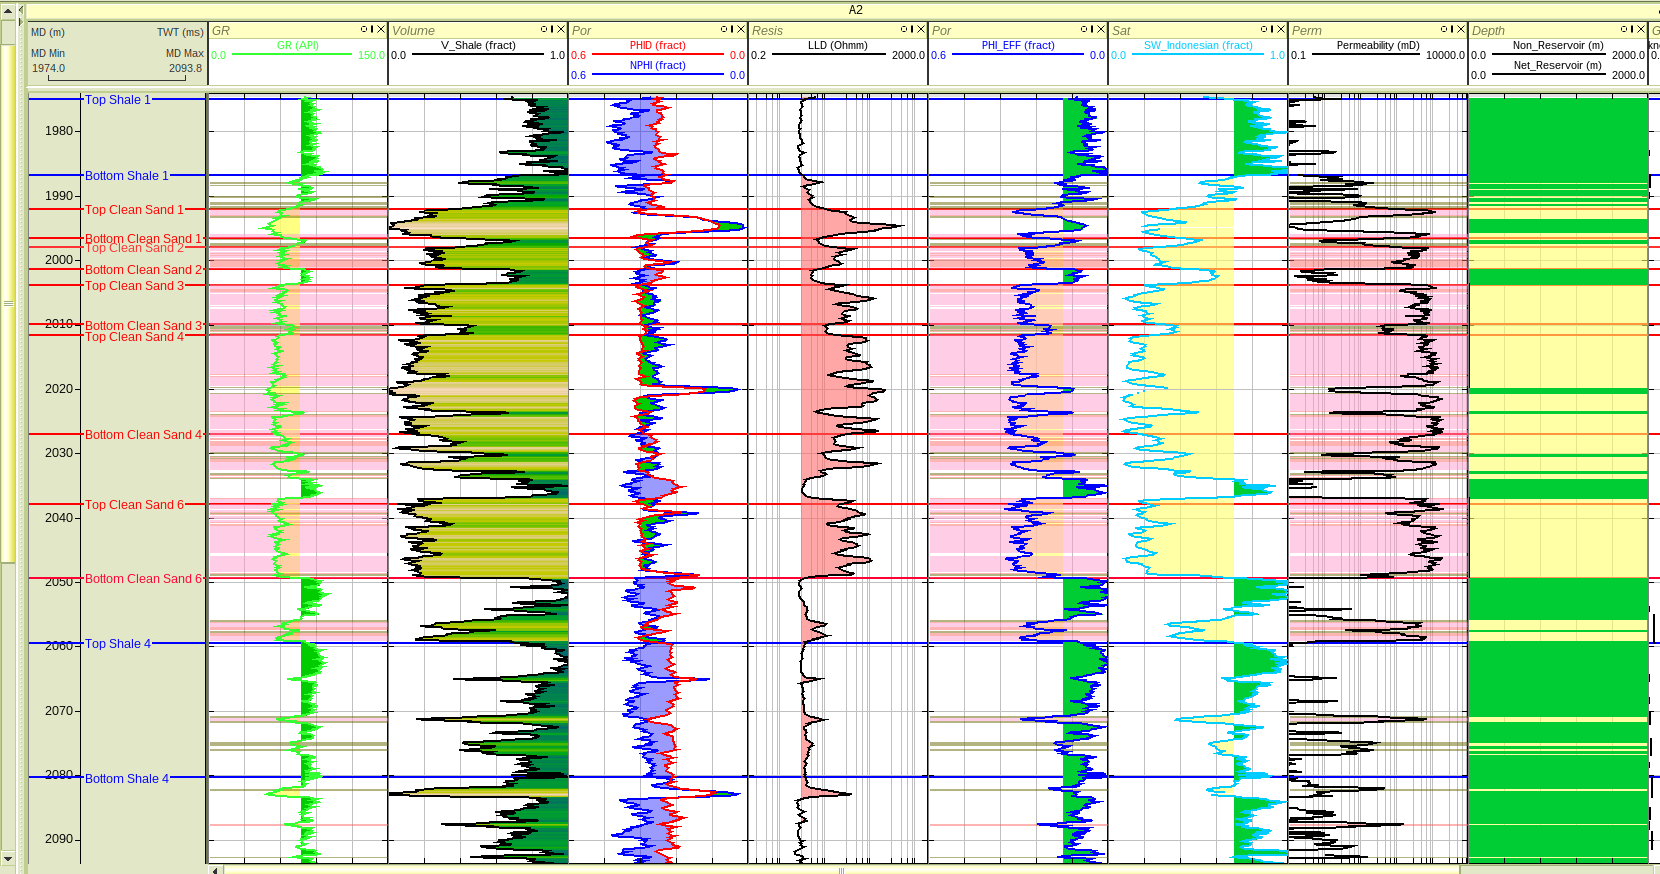 A2
MD (m) TWT (ms)
MD Min MD Max
1974.0 2093.8
GR
GR (API)
0.0 150.0
Volume
V_Shale (fract)
0.0 1.0
Por
PHID (fract)
0.6 0.0
NPHI (fract)
0.6 0.0
Resis
LLD (Ohmm)
0.2 2000.0
Por
PHI_EFF (fract)
0.6 0.0
Sat
SW_Indonesian (fract)
0.0 1.0
Perm
Permeability (mD)
0.1 10000.0
Depth
Non_Reservoir (m)
0.0 2000.0
Net_Reservoir (m)
0.0 2000.0
Top Shale 1
1980
Bottom Shale 1
1990
Top Clean Sand 1
Bottom Clean Sand 1
Top Clean Sand 2
2000
Bottom Clean Sand 2
Top Clean Sand 3
2010
Bottom Clean Sand 3
Top Clean Sand 4
2020
Bottom Clean Sand 4
2030
Top Clean Sand 6
2040
Bottom Clean Sand 6
2050
Top Shale 4
2060
2070
2080
Bottom Shale 4
2090